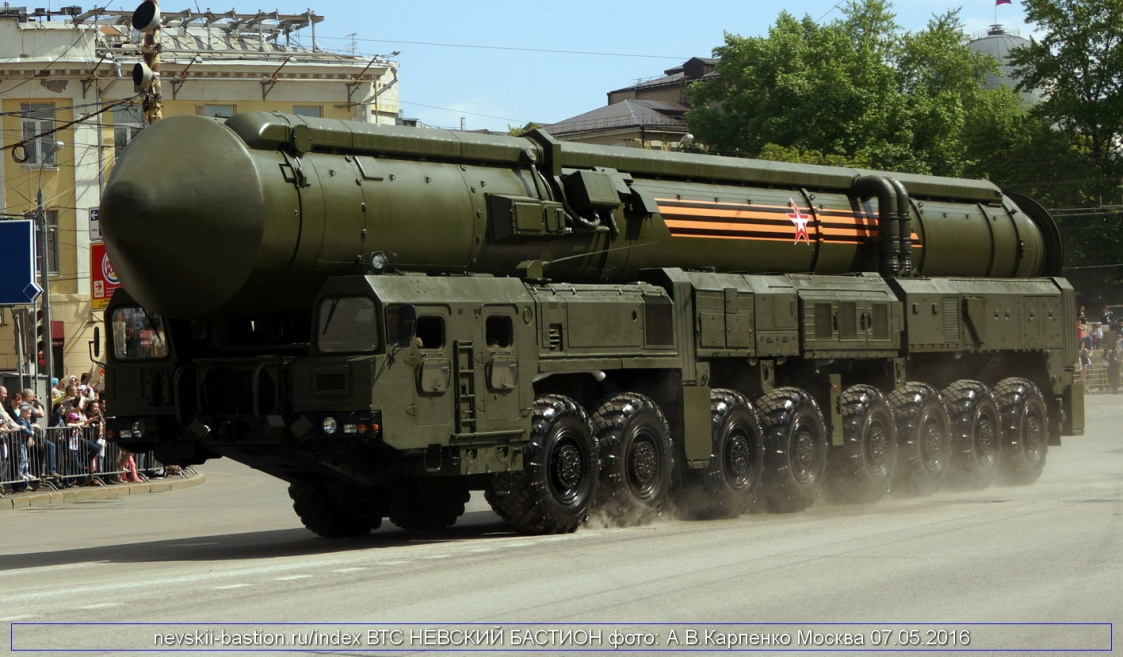 nevskii-bastion.ru/index ВТС НЕВСКИЙ БАСТИОН фото: А.В.Карпенко Москва 07.05.2016